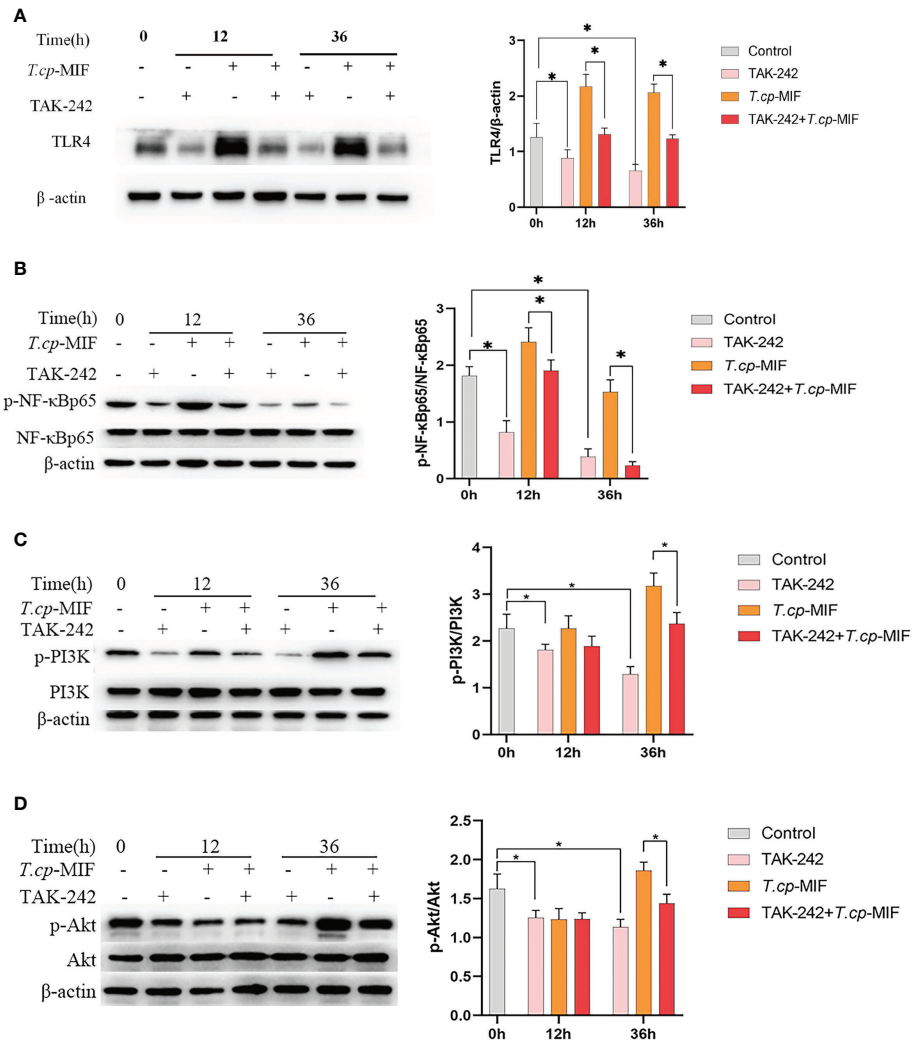 A
Time(h) 0 12 36
T.cp-MIF - - + + - + +
TAK-242 - + - + + - +
TLR4
β -actin
TLR4/β-actin
3
2
1
0
* * * *
0h 12h 36h
Control
TAK-242
T.cp-MIF
TAK-242+T.cp-MIF
B
Time(h) 0 12 36
T.cp-MIF - - + + - + +
TAK-242 - + - + + - +
p-NF-κBp65
NF-κBp65
β-actin
p-NF-κBp65/NF-κBp65
3
2
1
0
* * * *
0h 12h 36h
Control
TAK-242
T.cp-MIF
TAK-242+T.cp-MIF
C
Time(h) 0 12 36
T.cp-MIF - - + + - + +
TAK-242 - + - + + - +
p-PI3K
PI3K
β-actin
p-PI3K/PI3K
4
3
2
1
0
* * *
0h 12h 36h
Control
TAK-242
T.cp-MIF
TAK-242+T.cp-MIF
D
Time(h) 0 12 36
T.cp-MIF - - + + - + +
TAK-242 - + - + + - +
p-Akt
Akt
β-actin
p-Akt/Akt
2.5
2.0
1.5
1.0
0.5
0.0
* * *
0h 12h 36h
Control
TAK-242
T.cp-MIF
TAK-242+T.cp-MIF